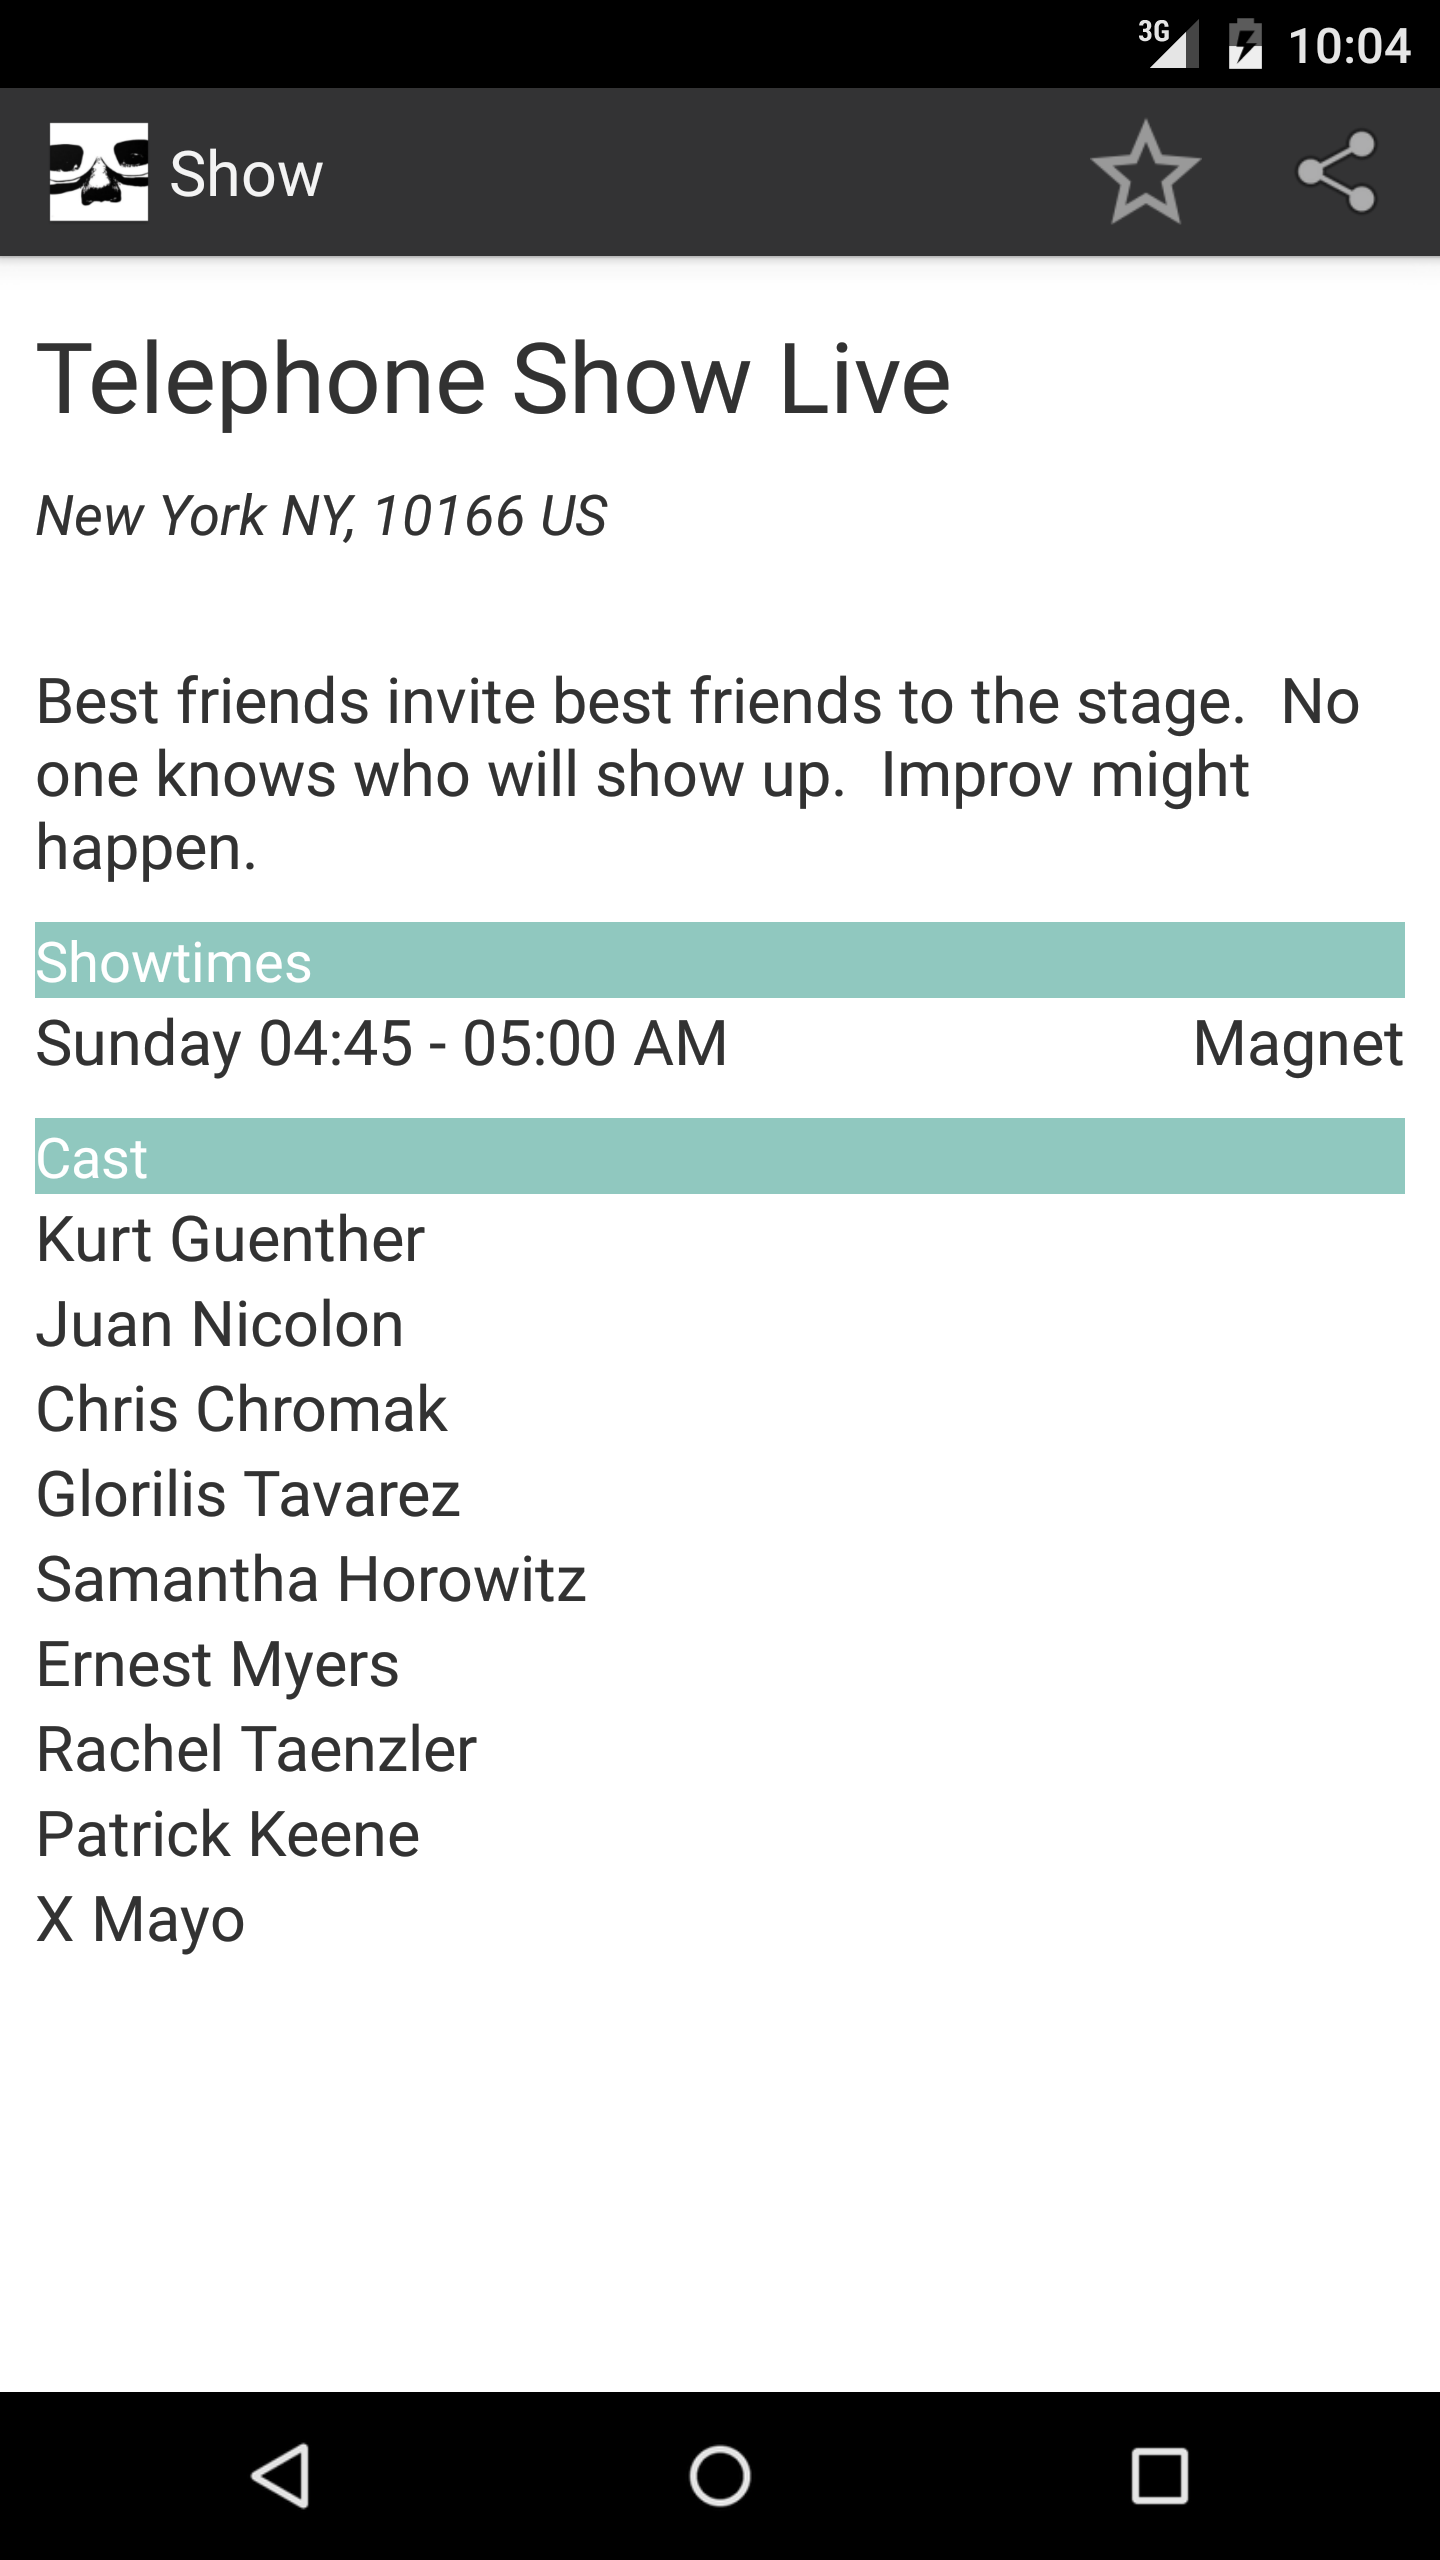 3G 10:04
Show
Telephone Show Live
New York NY, 10166 US
Best friends invite best friends to the stage.  No
one knows who will show up.  Improv might
happen.
Showtimes
Sunday 04:45 - 05:00 AM Magnet
Cast
Kurt Guenther
Juan Nicolon
Chris Chromak
Glorilis Tavarez
Samantha Horowitz
Ernest Myers
Rachel Taenzler
Patrick Keene
X Mayo